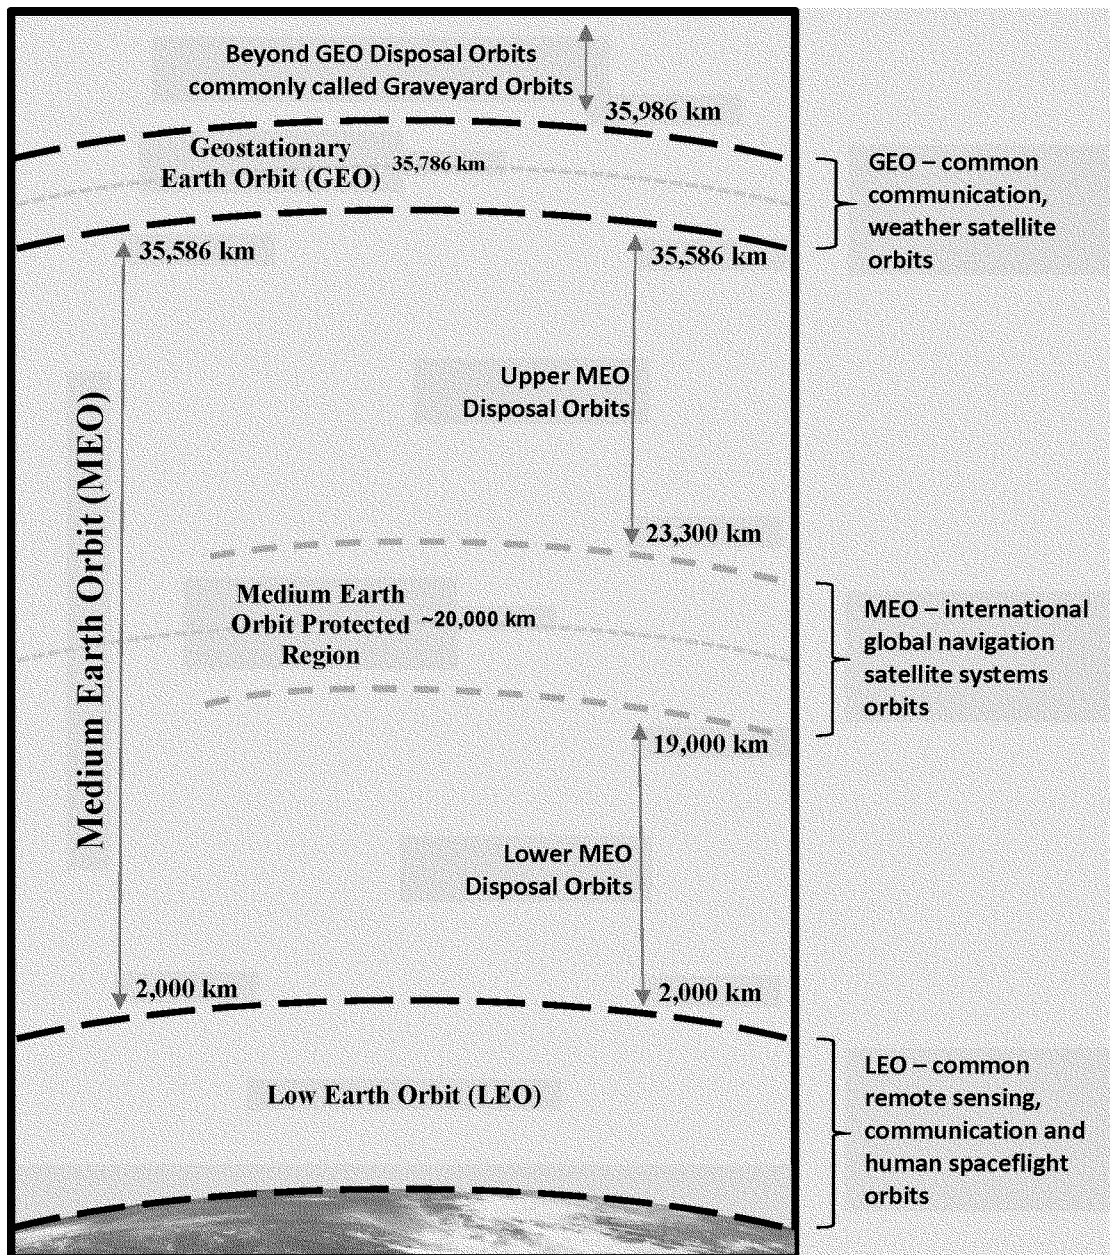 Beyond GEO Disposal Orbits
commonly called Graveyard Orbits
35,986 km
Geostationary
Earth Orbit (GEO)
35,786 km
GEO – common
communication,
weather satellite
orbits
35,586 km
35,586 km
Upper MEO
Disposal Orbits
Medium Earth Orbit (MEO)
23,300 km
Medium Earth
Orbit Protected
Region
~20,000 km
MEO – international
global navigation
satellite systems
orbits
19,000 km
Lower MEO
Disposal Orbits
2,000 km
2,000 km
Low Earth Orbit (LEO)
LEO – common
remote sensing,
communication and
human spaceflight
orbits